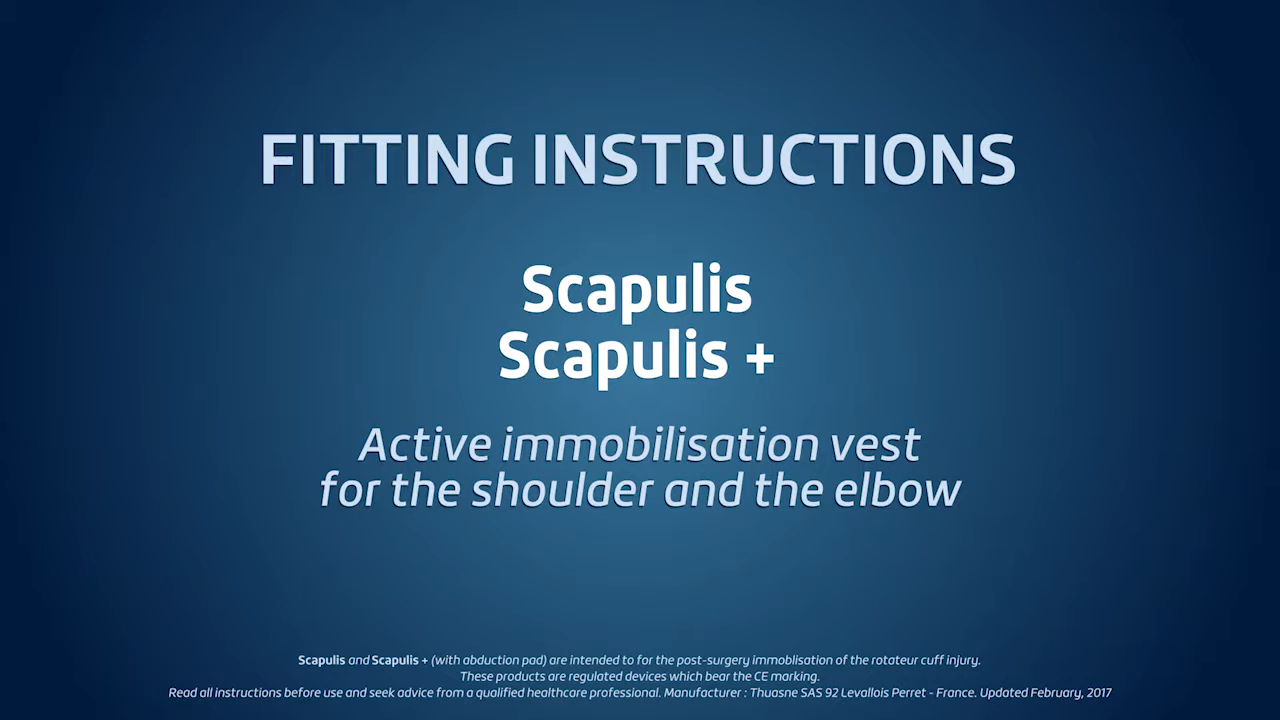 FITTING INSTRUCTIONS
Scapulis
Scapulis +
Active immobilisation vest
for the shoulder and the elbow
Scapulis and Scapulis + (with abduction pad) are intended to for the post-surgery immoblisation of the rotateur cuff injury.
These products are regulated devices which bear the CE marking.
Read all instructions before use and seek advice from a qualified healthcare professional. Manufacturer : Thuasne SAS 92 Levallois Perret - France. Updated February, 2017